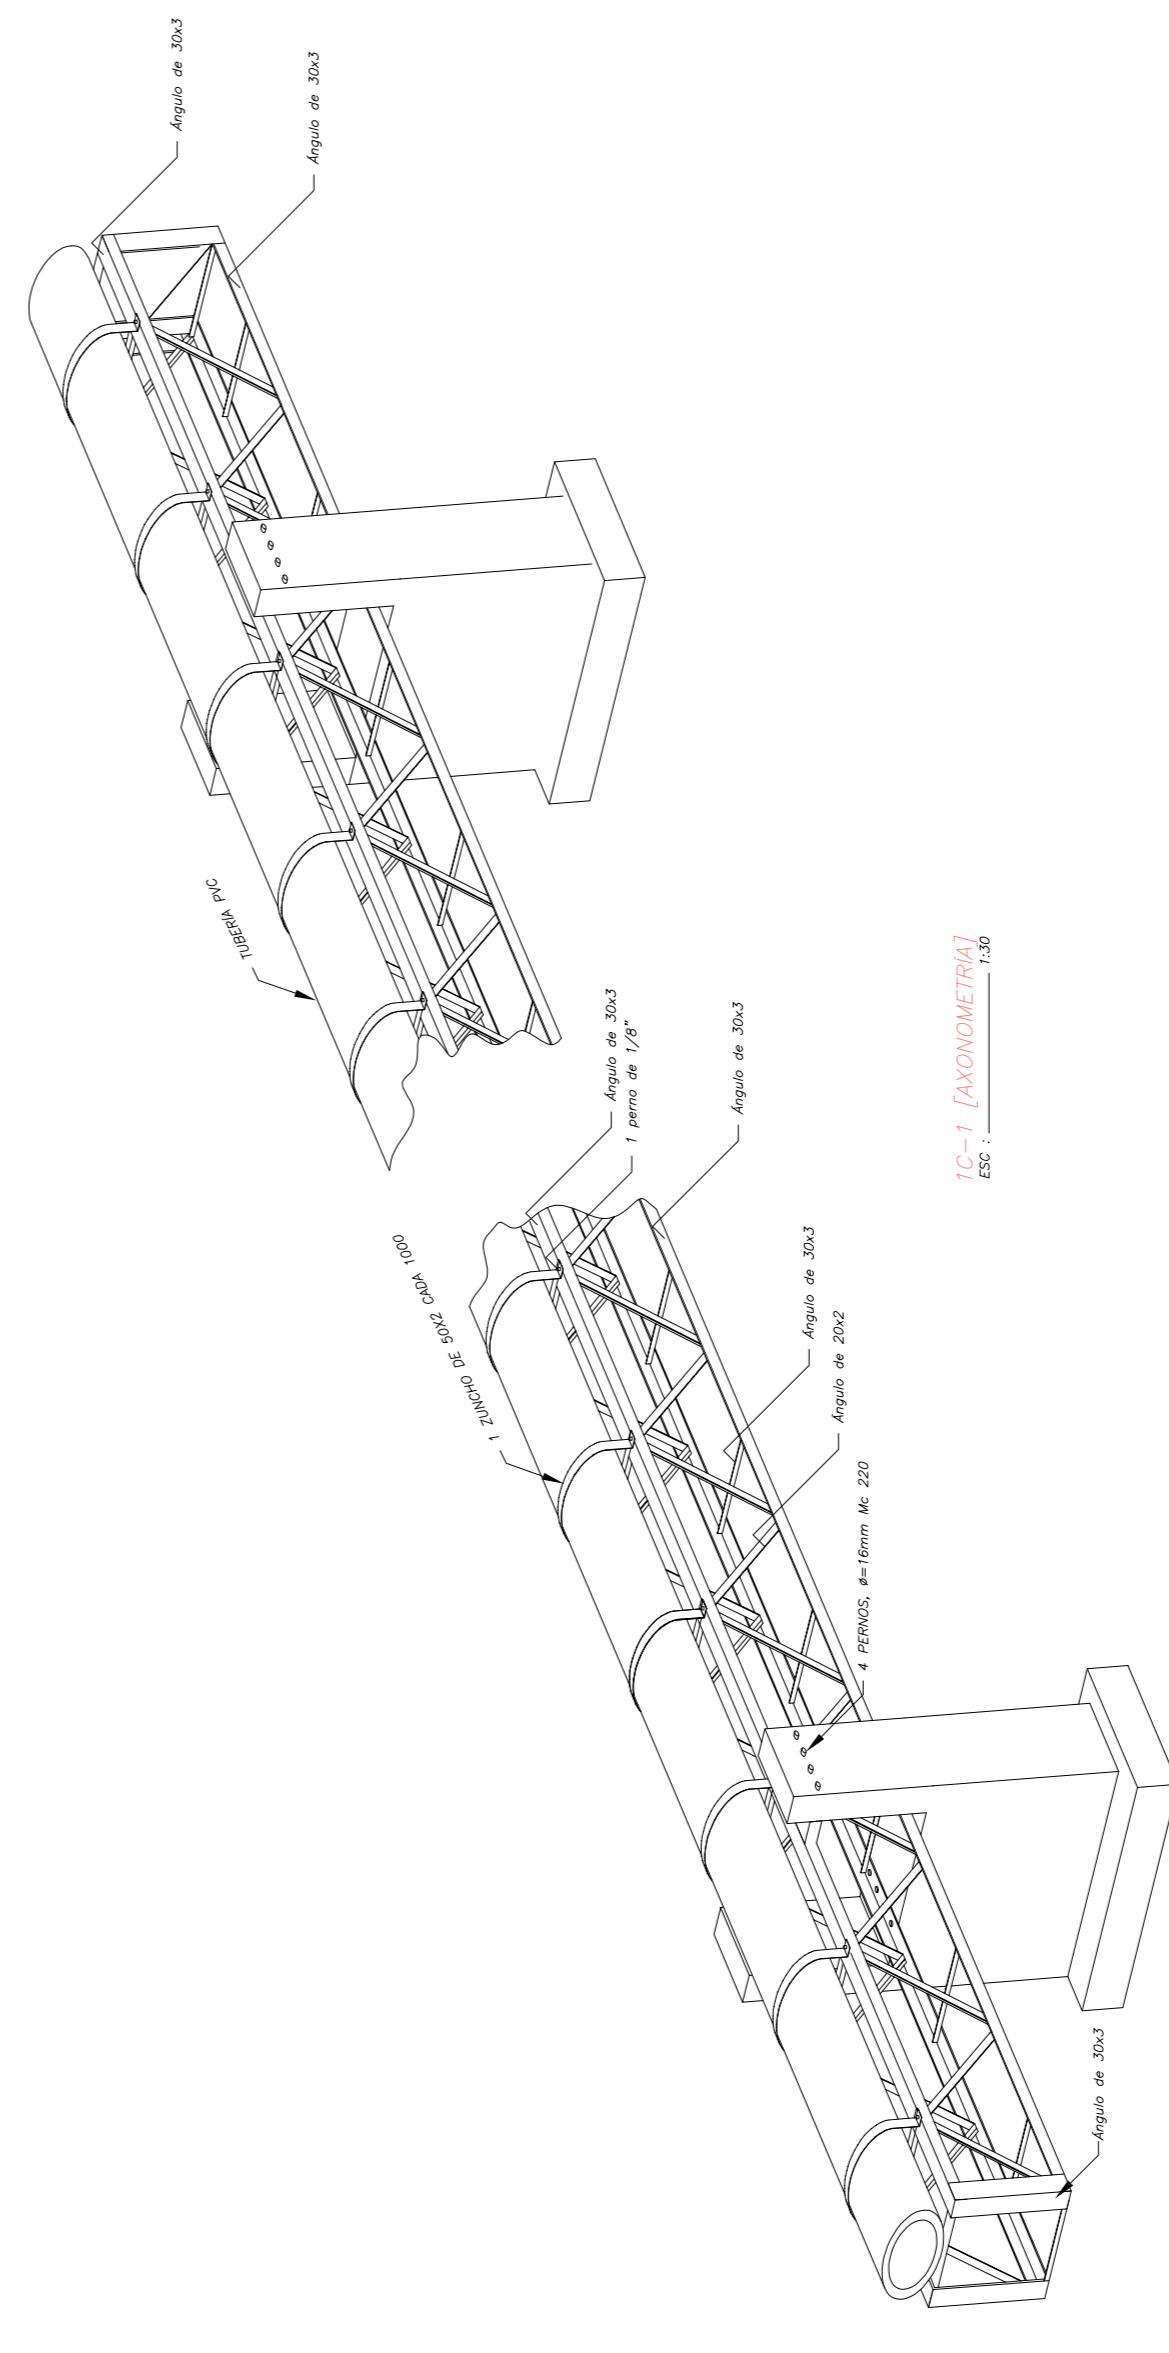 Ángulo de 30x3
Ángulo de 30x3
TUBERÍA PVC
Ángulo de 30x3
1 perno de 1/8"
Ángulo de 30x3
1 ZUNCHO DE 50X2 CADA 1000
Ángulo de 30x3
Ángulo de 20x2
4 PERNOS, ø=16mm Mc 220
Ángulo de 30x3
1C-1 [AXONOMETRÍA]
ESC : 1:30